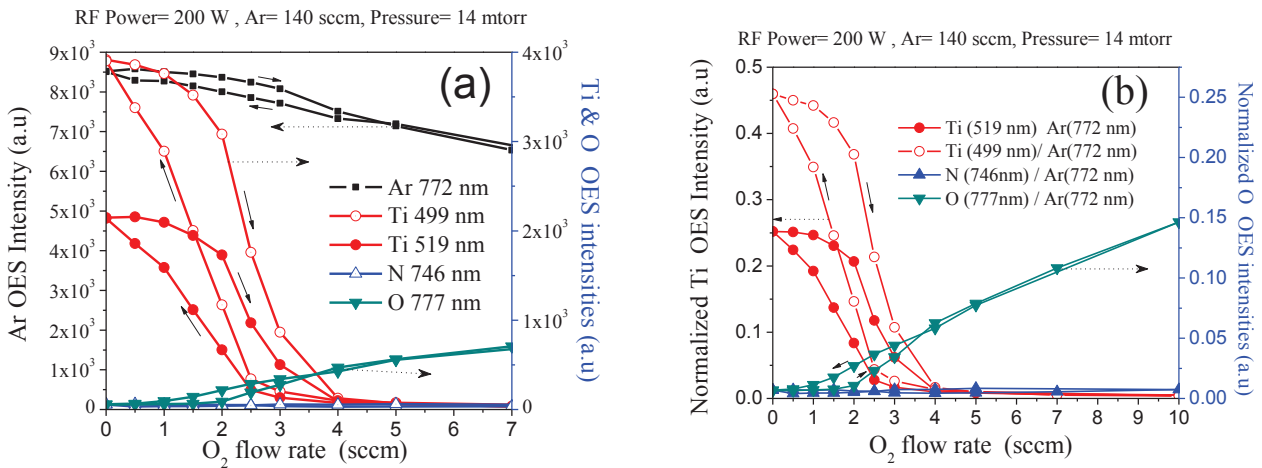 RF Power= 200 W , Ar= 140 sccm, Pressure= 14 mtorr
(a)
Ar OES Intensity (a.u)
9x10³
8x10³
7x10³
6x10³
5x10³
4x10³
3x10³
2x10³
1x10³
0
4x10³
3x10³
2x10³
1x10³
0
Ti & O OES intensities (a.u)
Ar 772 nm
Ti 499 nm
Ti 519 nm
N 746 nm
O 777 nm
0 1 2 3 4 5 6 7
O₂ flow rate (sccm)
RF Power= 200 W , Ar= 140 sccm, Pressure= 14 mtorr
(b)
Normalized Ti OES Intensity (a.u)
0.5
0.4
0.3
0.2
0.1
0.0
0.25
0.20
0.15
0.10
0.05
0.00
Normalized O OES intensities (a.u)
Ti (519 nm) Ar(772 nm)
Ti (499 nm)/ Ar(772 nm)
N (746nm) / Ar(772 nm)
O (777nm) / Ar(772 nm)
0 1 2 3 4 5 6 7 8 9 10
O₂ flow rate (sccm)